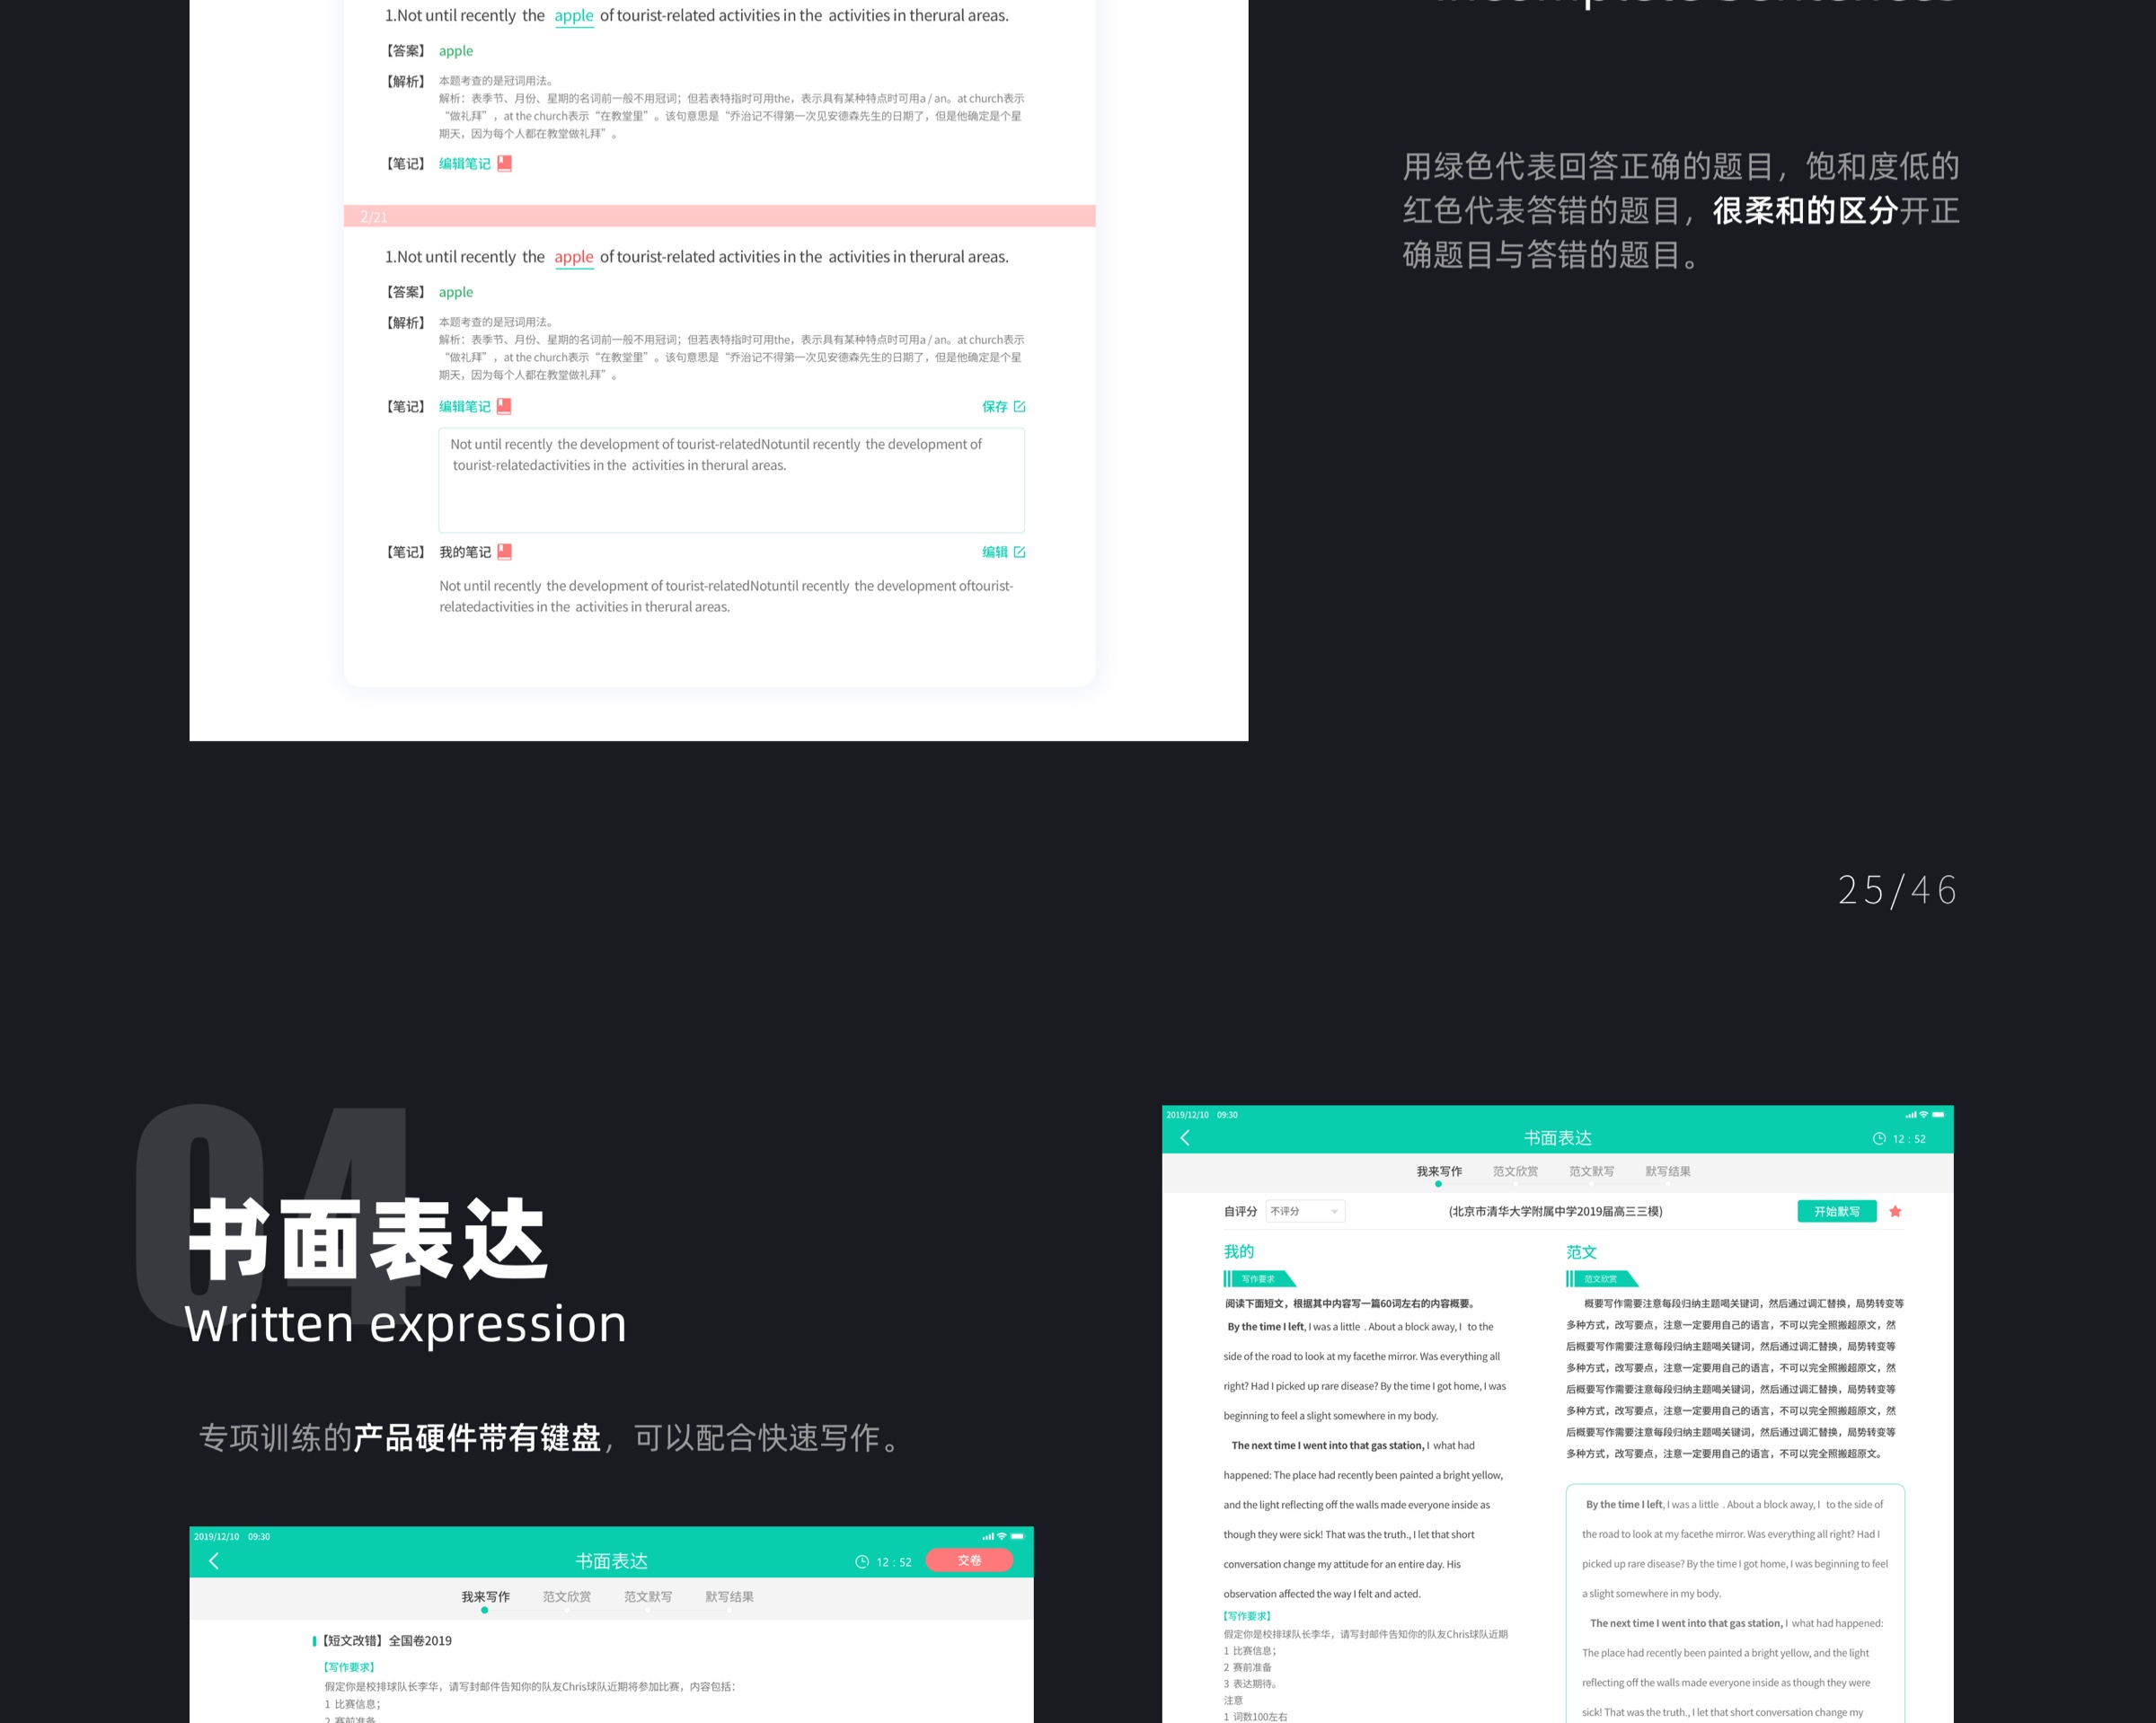 1.Not until recently the apple of tourist-related activities in the activities in therural areas.
【答案】 apple
【解析】 本题考查的是冠词用法。
解析：表季节、月份、星期的名词前一般不用冠词；但若表特指时可用the，表示具有某种特点时可用a / an。at church表示
“做礼拜”，at the church表示“在教堂里”。该句意思是“乔治记不得第一次见安德森先生的日期了，但是他确定是个星
期天，因为每个人都在教堂做礼拜”。
【笔记】 编辑笔记
2/21
1.Not until recently the apple of tourist-related activities in the activities in therural areas.
【答案】 apple
【解析】 本题考查的是冠词用法。
解析：表季节、月份、星期的名词前一般不用冠词；但若表特指时可用the，表示具有某种特点时可用a / an。at church表示
“做礼拜”，at the church表示“在教堂里”。该句意思是“乔治记不得第一次见安德森先生的日期了，但是他确定是个星
期天，因为每个人都在教堂做礼拜”。
【笔记】 编辑笔记 保存
Not until recently the development of tourist-relatedNotuntil recently the development of
tourist-relatedactivities in the activities in therural areas.
【笔记】 我的笔记 编辑
Not until recently the development of tourist-relatedNotuntil recently the development oftourist-
relatedactivities in the activities in therural areas.
用绿色代表回答正确的题目，饱和度低的
红色代表答错的题目，很柔和的区分开正
确题目与答错的题目。
25/46
04
书面表达
Written expression
专项训练的产品硬件带有键盘，可以配合快速写作。
2019/12/10 09:30
书面表达 12 : 52 交卷
我来写作 范文欣赏 范文默写 默写结果
【短文改错】全国卷2019
【写作要求】
假定你是校排球队长李华，请写封邮件告知你的队友Chris球队近期将参加比赛，内容包括：
1 比赛信息；
2 赛前准备
2019/12/10 09:30
书面表达 12 : 52
我来写作 范文欣赏 范文默写 默写结果
自评分 不评分 (北京市清华大学附属中学2019届高三三模) 开始默写
我的
写作要求
阅读下面短文，根据其中内容写一篇60词左右的内容概要。
By the time I left, I was a little . About a block away, I to the
side of the road to look at my facethe mirror. Was everything all
right? Had I picked up rare disease? By the time I got home, I was
beginning to feel a slight somewhere in my body.
The next time I went into that gas station, I what had
happened: The place had recently been painted a bright yellow,
and the light reflecting off the walls made everyone inside as
though they were sick! That was the truth., I let that short
conversation change my attitude for an entire day. His
observation affected the way I felt and acted.
【写作要求】
假定你是校排球队长李华，请写封邮件告知你的队友Chris球队近期
1 比赛信息；
2 赛前准备
3 表达期待。
注意
1 词数100左右
范文
范文欣赏
概要写作需要注意每段归纳主题喝关键词，然后通过调汇替换，局势转变等
多种方式，改写要点，注意一定要用自己的语言，不可以完全照搬超原文，然
后概要写作需要注意每段归纳主题喝关键词，然后通过调汇替换，局势转变等
多种方式，改写要点，注意一定要用自己的语言，不可以完全照搬超原文，然
后概要写作需要注意每段归纳主题喝关键词，然后通过调汇替换，局势转变等
多种方式，改写要点，注意一定要用自己的语言，不可以完全照搬超原文，然
后概要写作需要注意每段归纳主题喝关键词，然后通过调汇替换，局势转变等
多种方式，改写要点，注意一定要用自己的语言，不可以完全照搬超原文。
By the time I left, I was a little . About a block away, I to the side of
the road to look at my facethe mirror. Was everything all right? Had I
picked up rare disease? By the time I got home, I was beginning to feel
a slight somewhere in my body.
The next time I went into that gas station, I what had happened:
The place had recently been painted a bright yellow, and the light
reflecting off the walls made everyone inside as though they were
sick! That was the truth., I let that short conversation change my